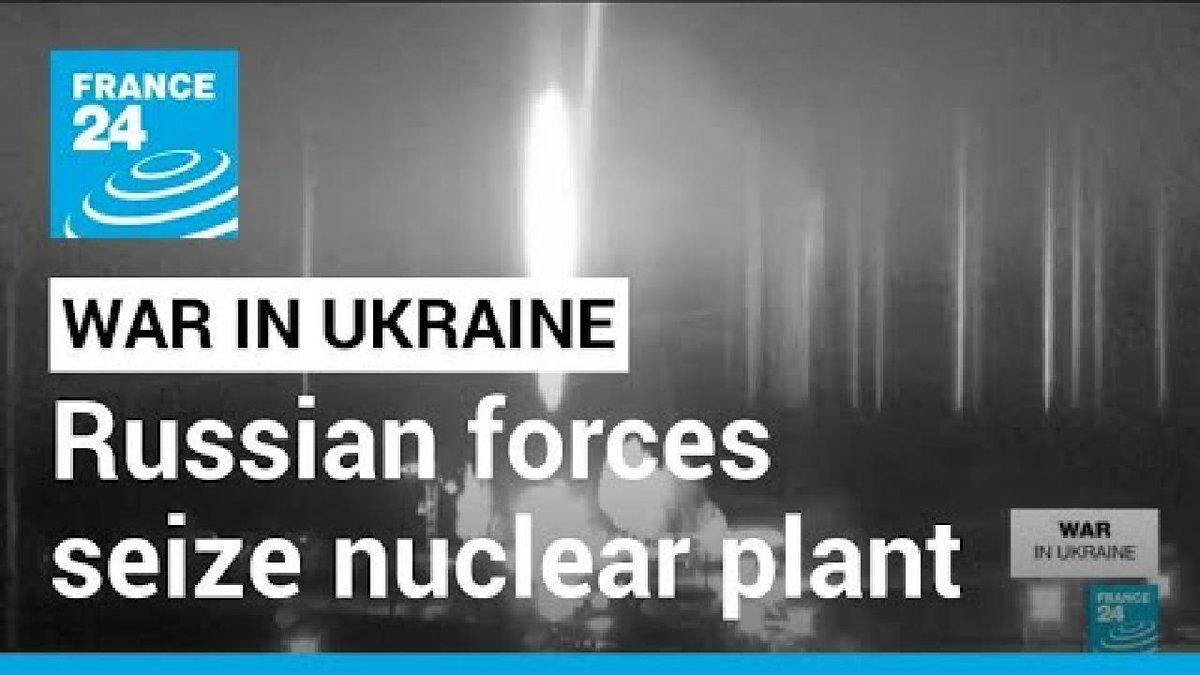 FRANCE
24
WAR IN UKRAINE
Russian forces
seize nuclear plant
WAR
IN UKRAINE
FRANCE
24